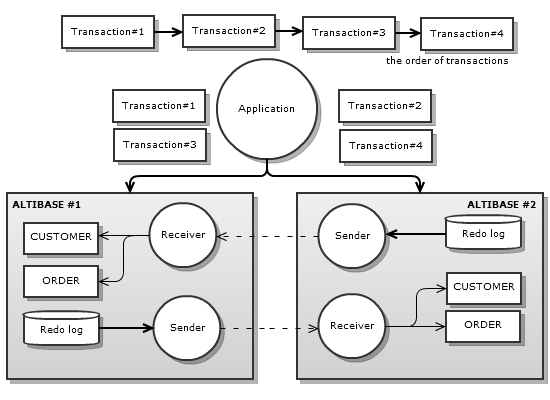 Transaction#1
Transaction#2
Transaction#3
Transaction#4
the order of transactions
Transaction#1
Transaction#3
Application
Transaction#2
Transaction#4
ALTIBASE #1
CUSTOMER
ORDER
Redo log
Receiver
Sender
ALTIBASE #2
Sender
Redo log
Receiver
CUSTOMER
ORDER